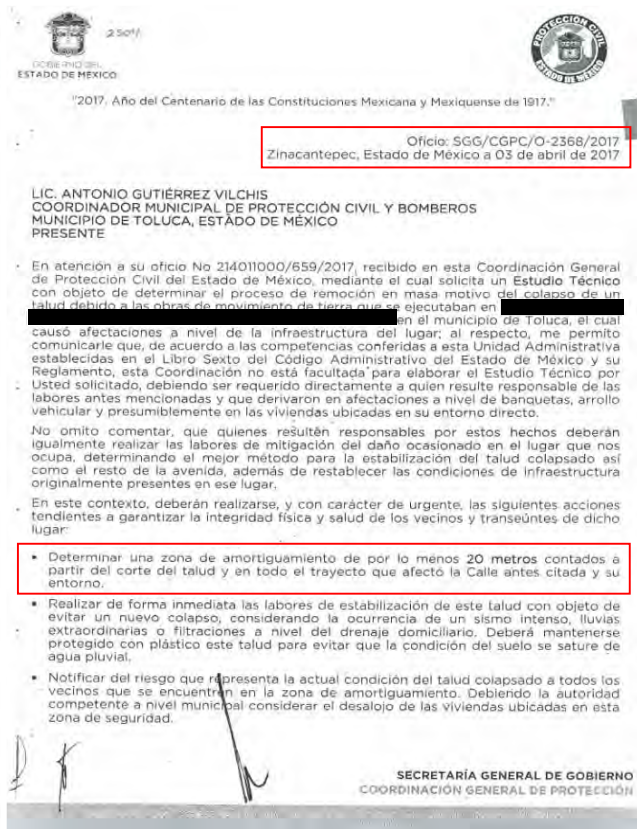 GOBIERNO DEL
ESTADO DE MÉXICO
PROTECCIÓN CIVIL
ESTADO DE MÉXICO
"2017. Año del Centenario de las Constituciones Mexicana y Mexiquense de 1917."
Oficio: SGG/CGPC/O-2368/2017
Zinacantepec, Estado de México a 03 de abril de 2017
LIC. ANTONIO GUTIÉRREZ VILCHIS
COORDINADOR MUNICIPAL DE PROTECCIÓN CIVIL Y BOMBEROS
MUNICIPIO DE TOLUCA, ESTADO DE MÉXICO
PRESENTE
En atención a su oficio No 214011000/659/2017, recibido en esta Coordinación General
de Protección Civil del Estado de México, mediante el cual solicita un Estudio Técnico
con objeto de determinar el proceso de remoción en masa motivo del colapso de un
talud debido a las obras de movimiento de tierra que se ejecutaban en
en el municipio de Toluca, el cual
causó afectaciones a nivel de la infraestructura del lugar; al respecto, me permito
comunicarle que, de acuerdo a las competencias conferidas a esta Unidad Administrativa
establecidas en el Libro Sexto del Código Administrativo del Estado de México y su
Reglamento, esta Coordinación no está facultada para elaborar el Estudio Técnico por
Usted solicitado, debiendo ser requerido directamente a quien resulte responsable de las
labores antes mencionadas y que derivaron en afectaciones a nivel de banquetas, arrollo
vehicular y presumiblemente en las viviendas ubicadas en su entorno directo.
No omito comentar, que quienes resultén responsables por estos hechos deberán
igualmente realizar las labores de mitigación del daño ocasionado en el lugar que nos
ocupa, determinando el mejor método para la estabilización del talud colapsado así
como el resto de la avenida, además de restablecer las condiciones de infraestructura
originalmente presentes en ese lugar.
En este contexto, deberán realizarse, y con carácter de urgente, las siguientes acciones
tendientes a garantizar la integridad física y salud de los vecinos y transeúntes de dicho
lugar:
• Determinar una zona de amortiguamiento de por lo menos 20 metros contados a
partir del corte del talud y en todo el trayecto que afectó la Calle antes citada y su
entorno.
• Realizar de forma inmediata las labores de estabilización de este talud con objeto de
evitar un nuevo colapso, considerando la ocurrencia de un sismo intenso, lluvias
extraordinarias o filtraciones a nivel del drenaje domiciliario. Deberá mantenerse
protegido con plástico este talud para evitar que la condición del suelo se sature de
agua pluvial.
• Notificar del riesgo que representa la actual condición del talud colapsado a todos los
vecinos que se encuentren en la zona de amortiguamiento. Debiendo la autoridad
competente a nivel municipal considerar el desalojo de las viviendas ubicadas en esta
zona de seguridad.
SECRETARÍA GENERAL DE GOBIERNO
COORDINACIÓN GENERAL DE PROTECCIÓN